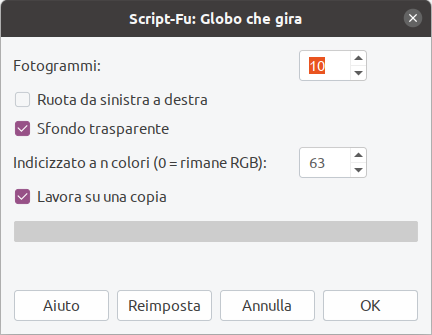 Script-Fu: Globo che gira
Fotogrammi: 10
Ruota da sinistra a destra
Sfondo trasparente
Indicizzato a n colori (0 = rimane RGB): 63
Lavora su una copia
Aiuto Reimposta Annulla OK